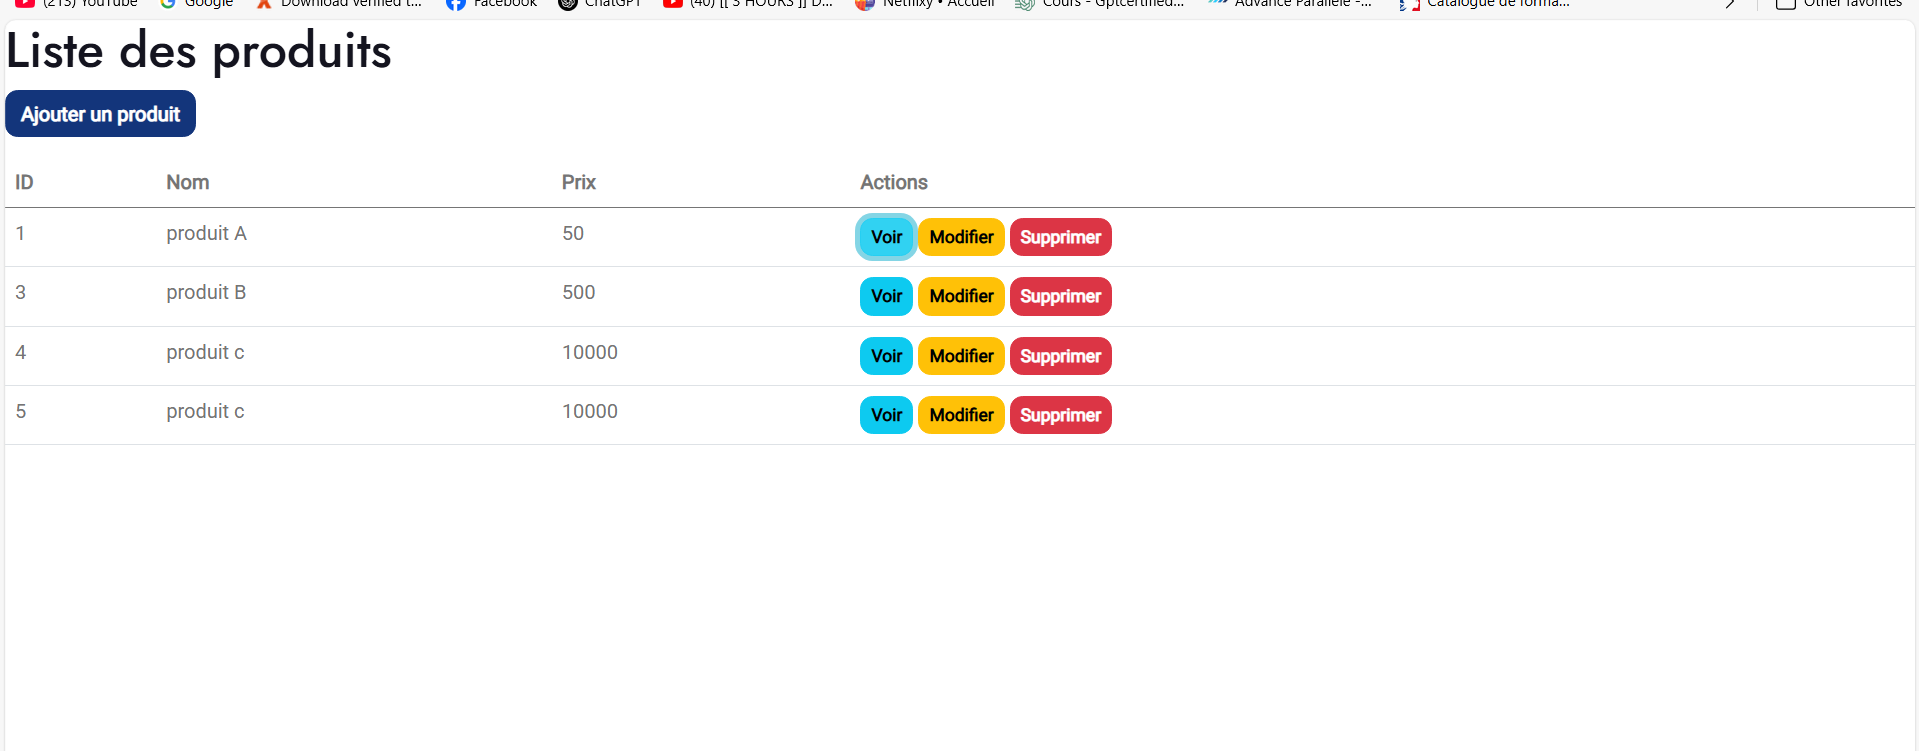 (213) YouTube Google Download verified t... Facebook ChatGPT (40) [[ 3 HOURS ]] D... Netflixy • Accueil Cours - Gptcertified... Advance Parallele -... Catalogue de forma... Other favorites
Liste des produits
Ajouter un produit
ID Nom Prix Actions
1 produit A 50 Voir Modifier Supprimer
3 produit B 500 Voir Modifier Supprimer
4 produit c 10000 Voir Modifier Supprimer
5 produit c 10000 Voir Modifier Supprimer